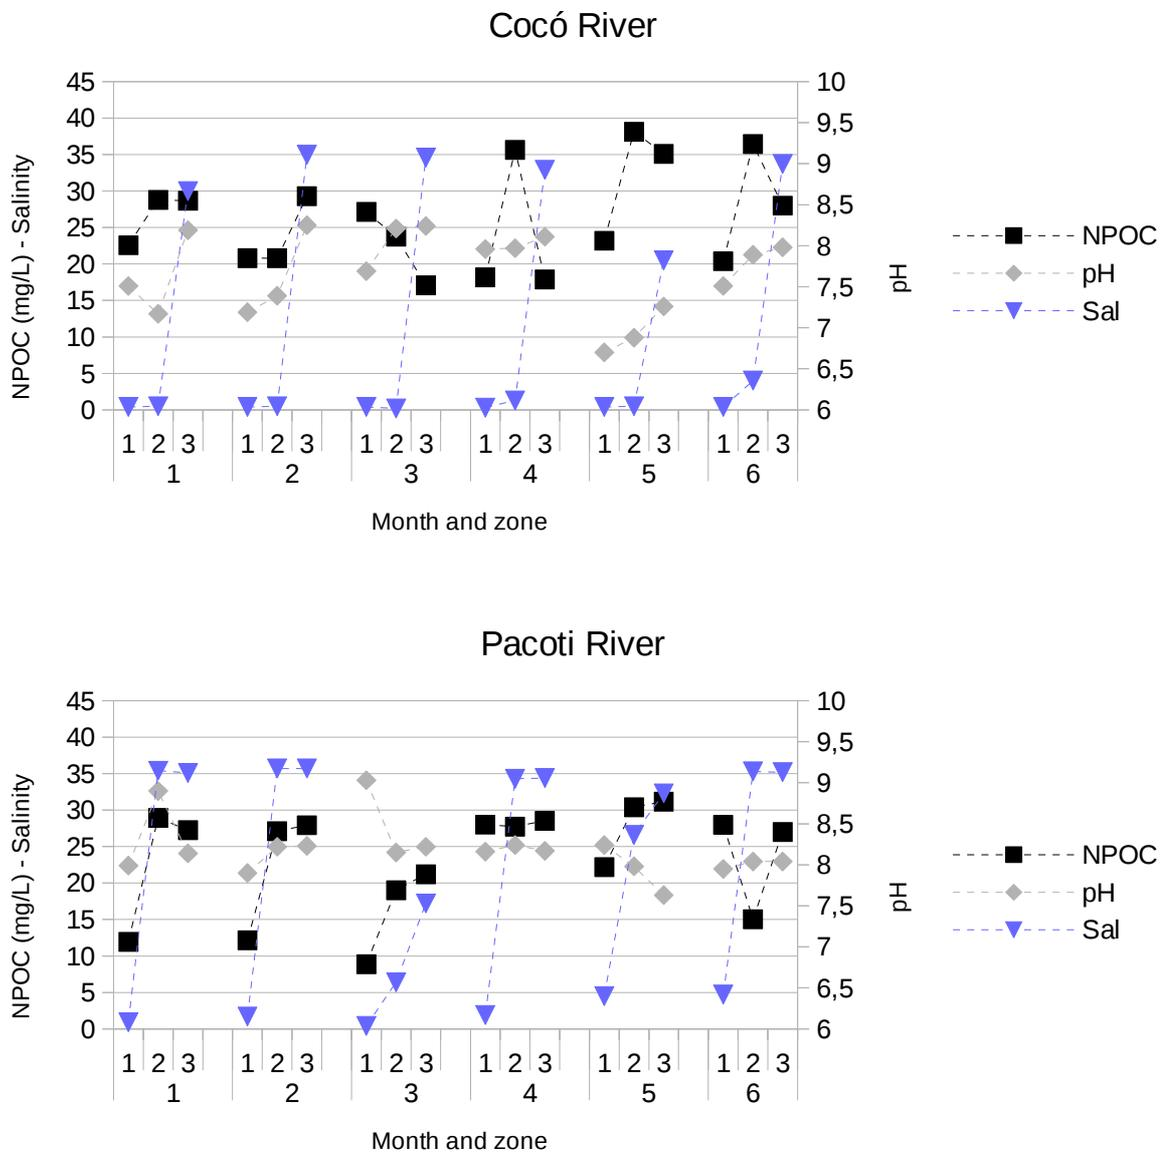 Cocó River
45 10
40 9,5
35 9
30 8,5
25 8
20 7,5
15 7
10 6,5
5 6
0
NPOC (mg/L) - Salinity
pH
NPOC
pH
Sal
1 2 3 1 2 3 1 2 3 1 2 3 1 2 3 1 2 3
1 2 3 4 5 6
Month and zone
Pacoti River
45 10
40 9,5
35 9
30 8,5
25 8
20 7,5
15 7
10 6,5
5 6
0
NPOC (mg/L) - Salinity
pH
NPOC
pH
Sal
1 2 3 1 2 3 1 2 3 1 2 3 1 2 3 1 2 3
1 2 3 4 5 6
Month and zone